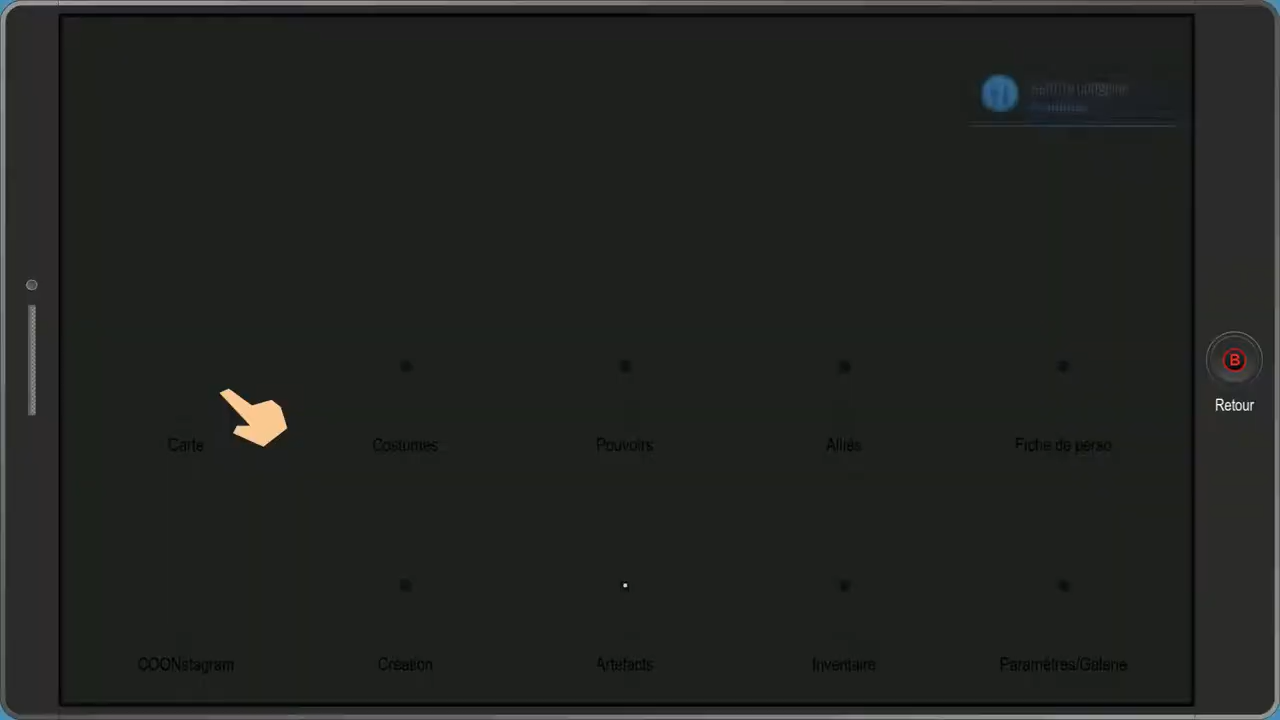 B
Retour
Carte
Costumes
Pouvoirs
Alliés
Fiche de perso
COONstagram
Création
Artefacts
Inventaire
Paramètres/Galerie